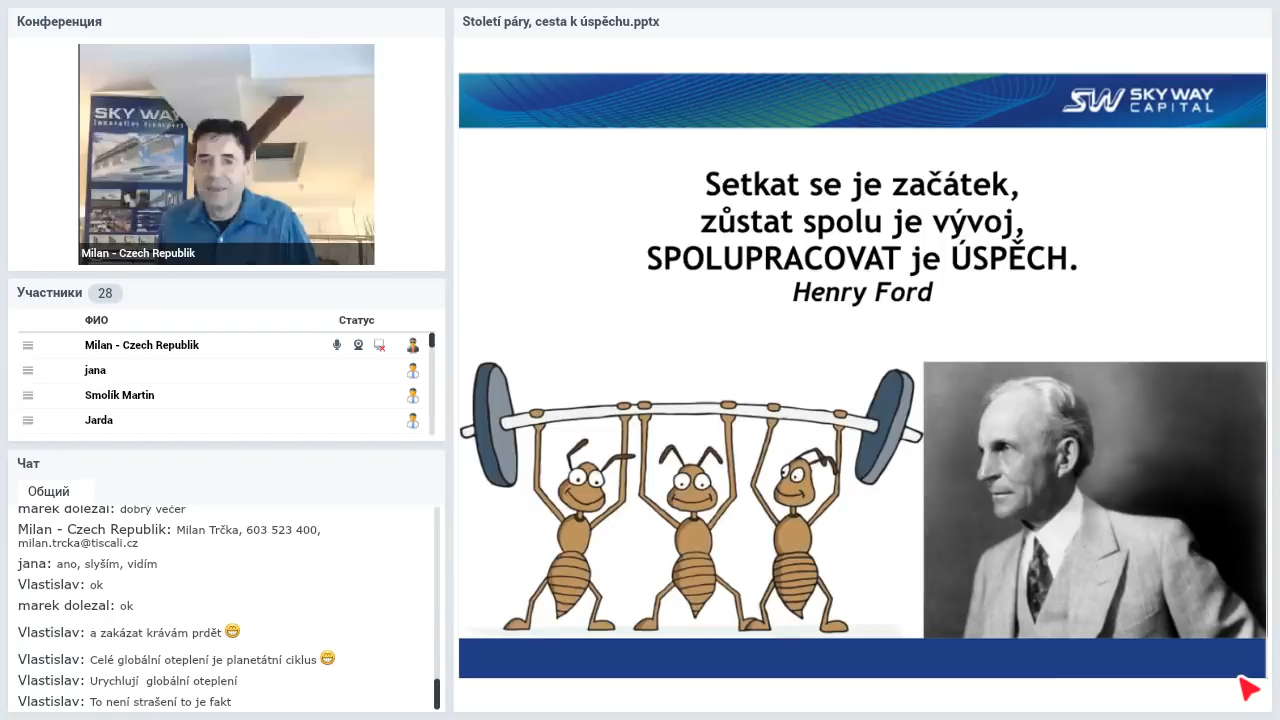 Конференция
SKY WAY
Innovative transport
Milan - Czech Republik
Участники 28
ФИО Статус
Milan - Czech Republik
jana
Smolík Martin
Jarda
Чат
Общий
marek dolezal: dobrý večer
Milan - Czech Republik: Milan Trčka, 603 523 400,
milan.trcka@tiscali.cz
jana: ano, slyším, vidím
Vlastislav: ok
marek dolezal: ok
Vlastislav: a zakázat krávám prdět
Vlastislav: Celé globální oteplení je planetátní ciklus
Vlastislav: Urychlují globální oteplení
Vlastislav: To není strašení to je fakt
Století páry, cesta k úspěchu.pptx
SW SKY WAY
CAPITAL
Setkat se je začátek,
zůstat spolu je vývoj,
SPOLUPRACOVAT je ÚSPĚCH.
Henry Ford